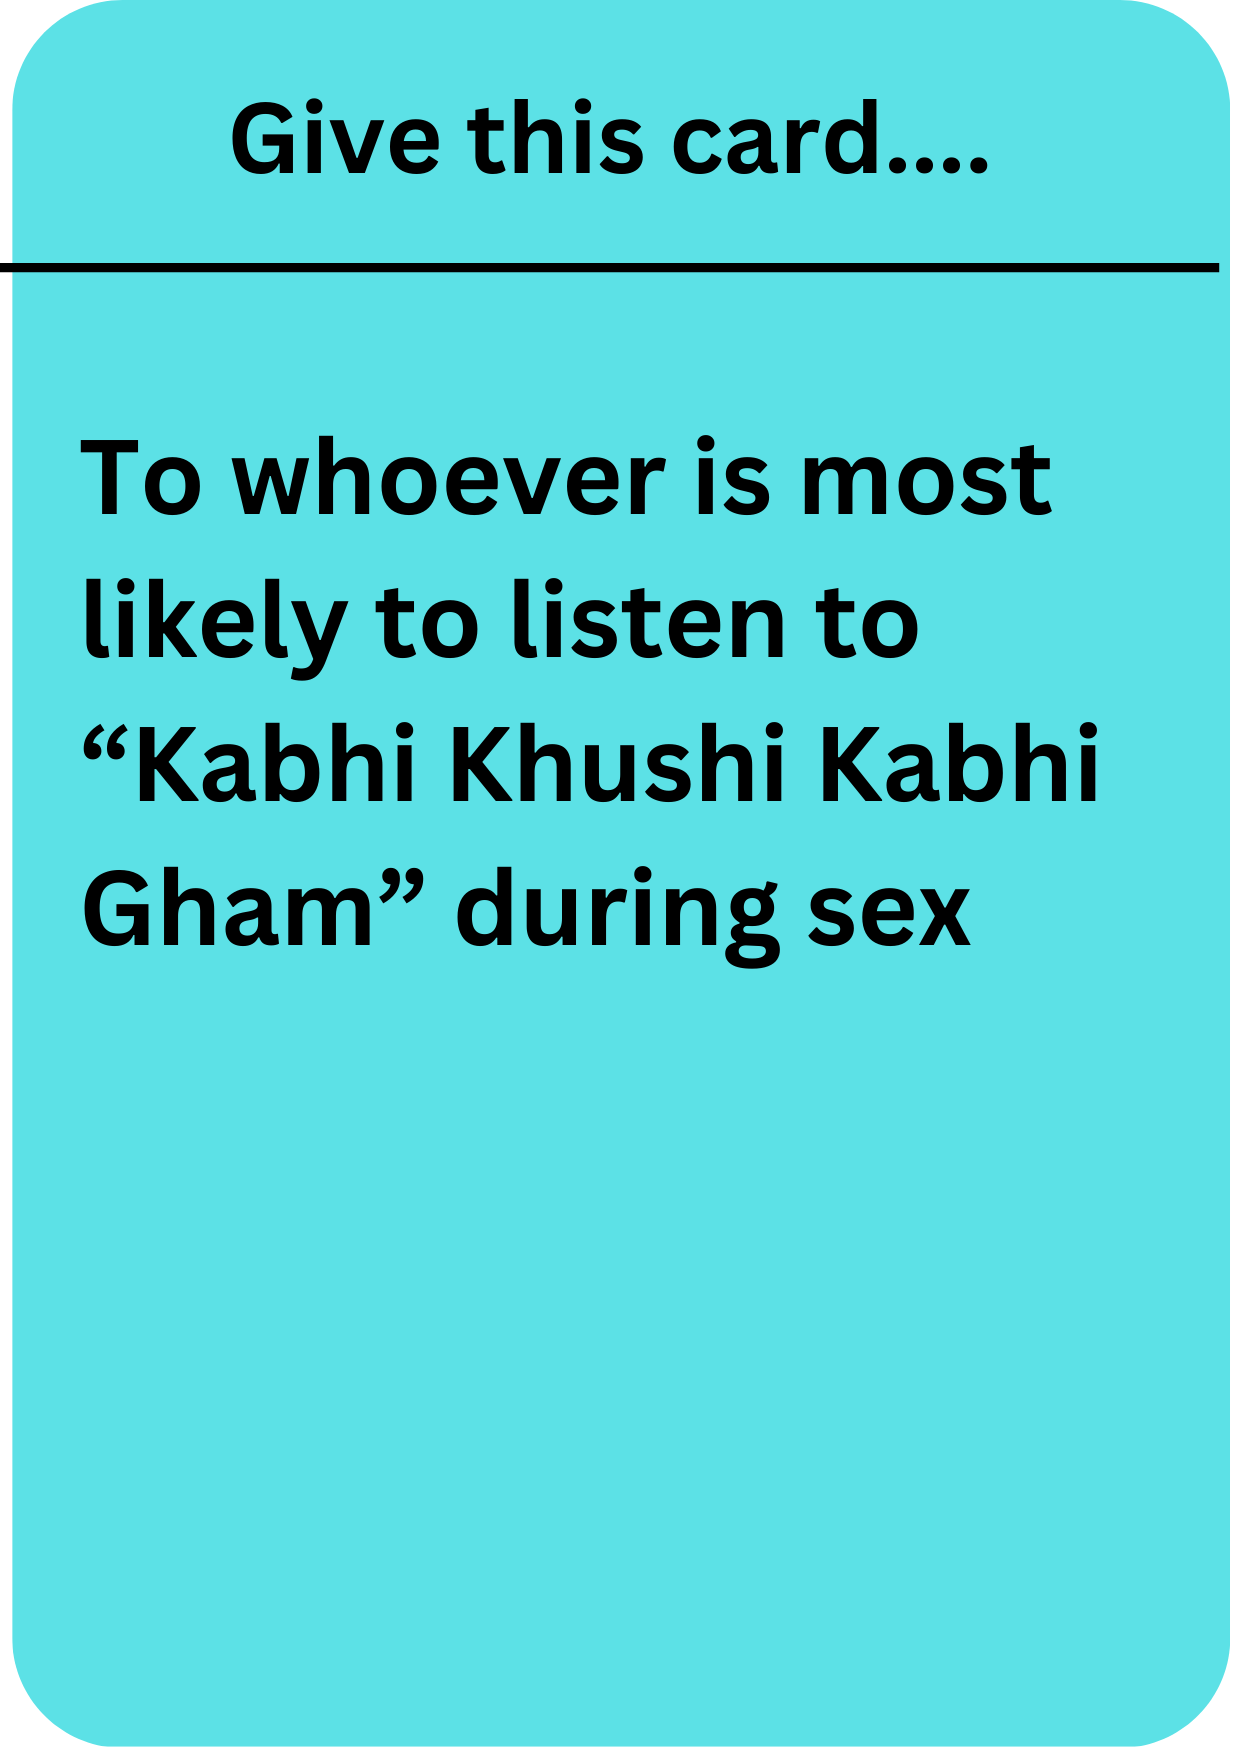 Give this card....
To whoever is most
likely to listen to
“Kabhi Khushi Kabhi
Gham” during sex